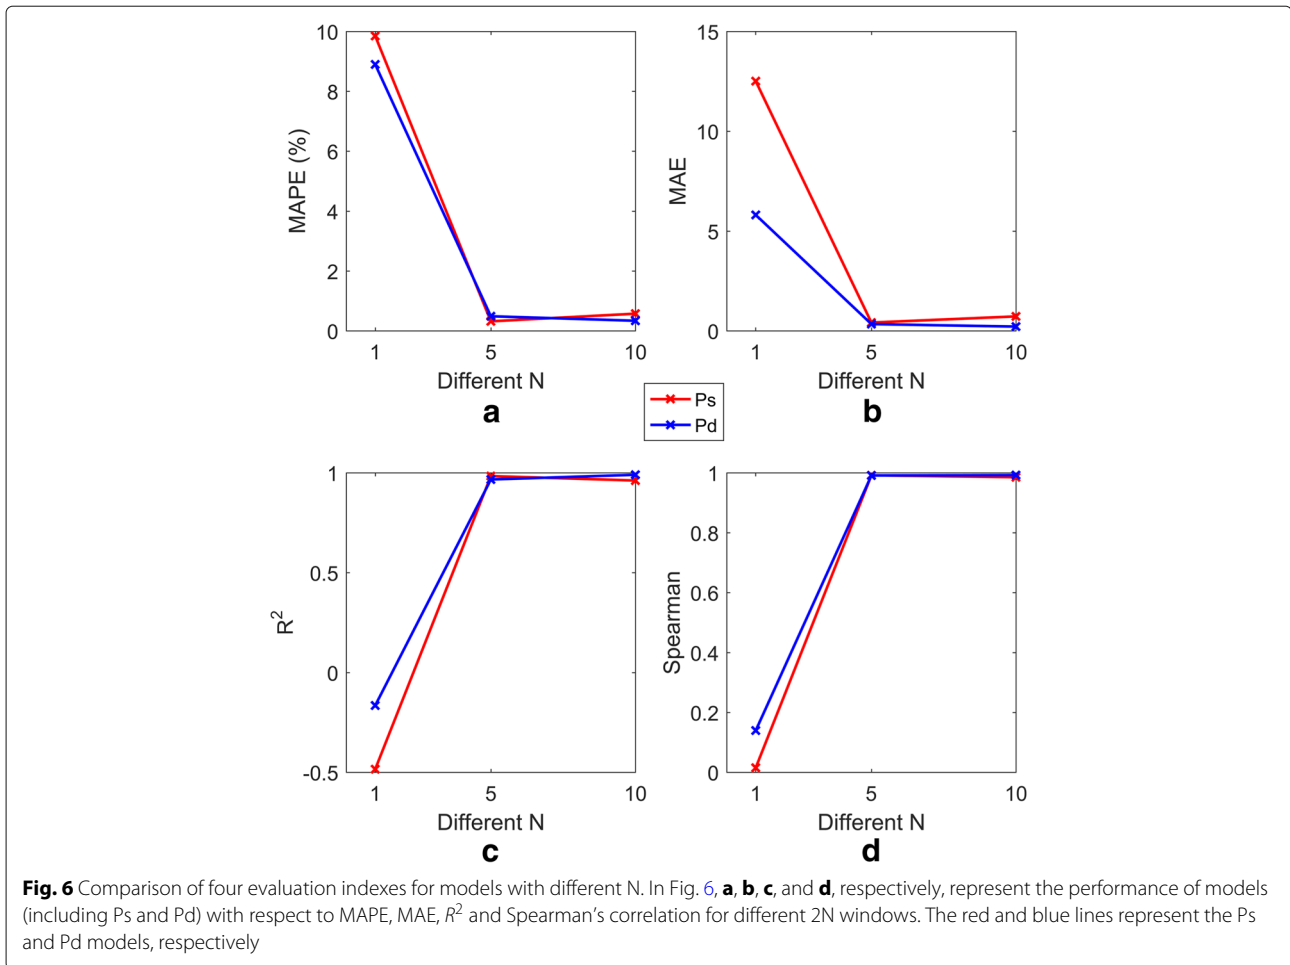 10
8
6
4
2
0
MAPE (%)
1 5 10
Different N
a
15
10
5
0
MAE
1 5 10
Different N
b
Ps
Pd
1
0.5
0
-0.5
R²
1 5 10
Different N
c
1
0.8
0.6
0.4
0.2
0
Spearman
1 5 10
Different N
d
Fig. 6 Comparison of four evaluation indexes for models with different N. In Fig. 6, a, b, c, and d, respectively, represent the performance of models
(including Ps and Pd) with respect to MAPE, MAE, R² and Spearman's correlation for different 2N windows. The red and blue lines represent the Ps
and Pd models, respectively